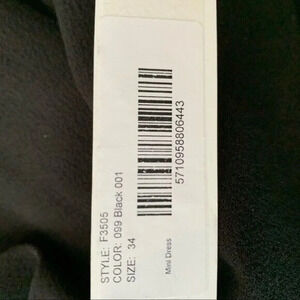 STYLE: F3505
COLOR: 099 Black 001
SIZE: 34
Mini Dress
5710958806443